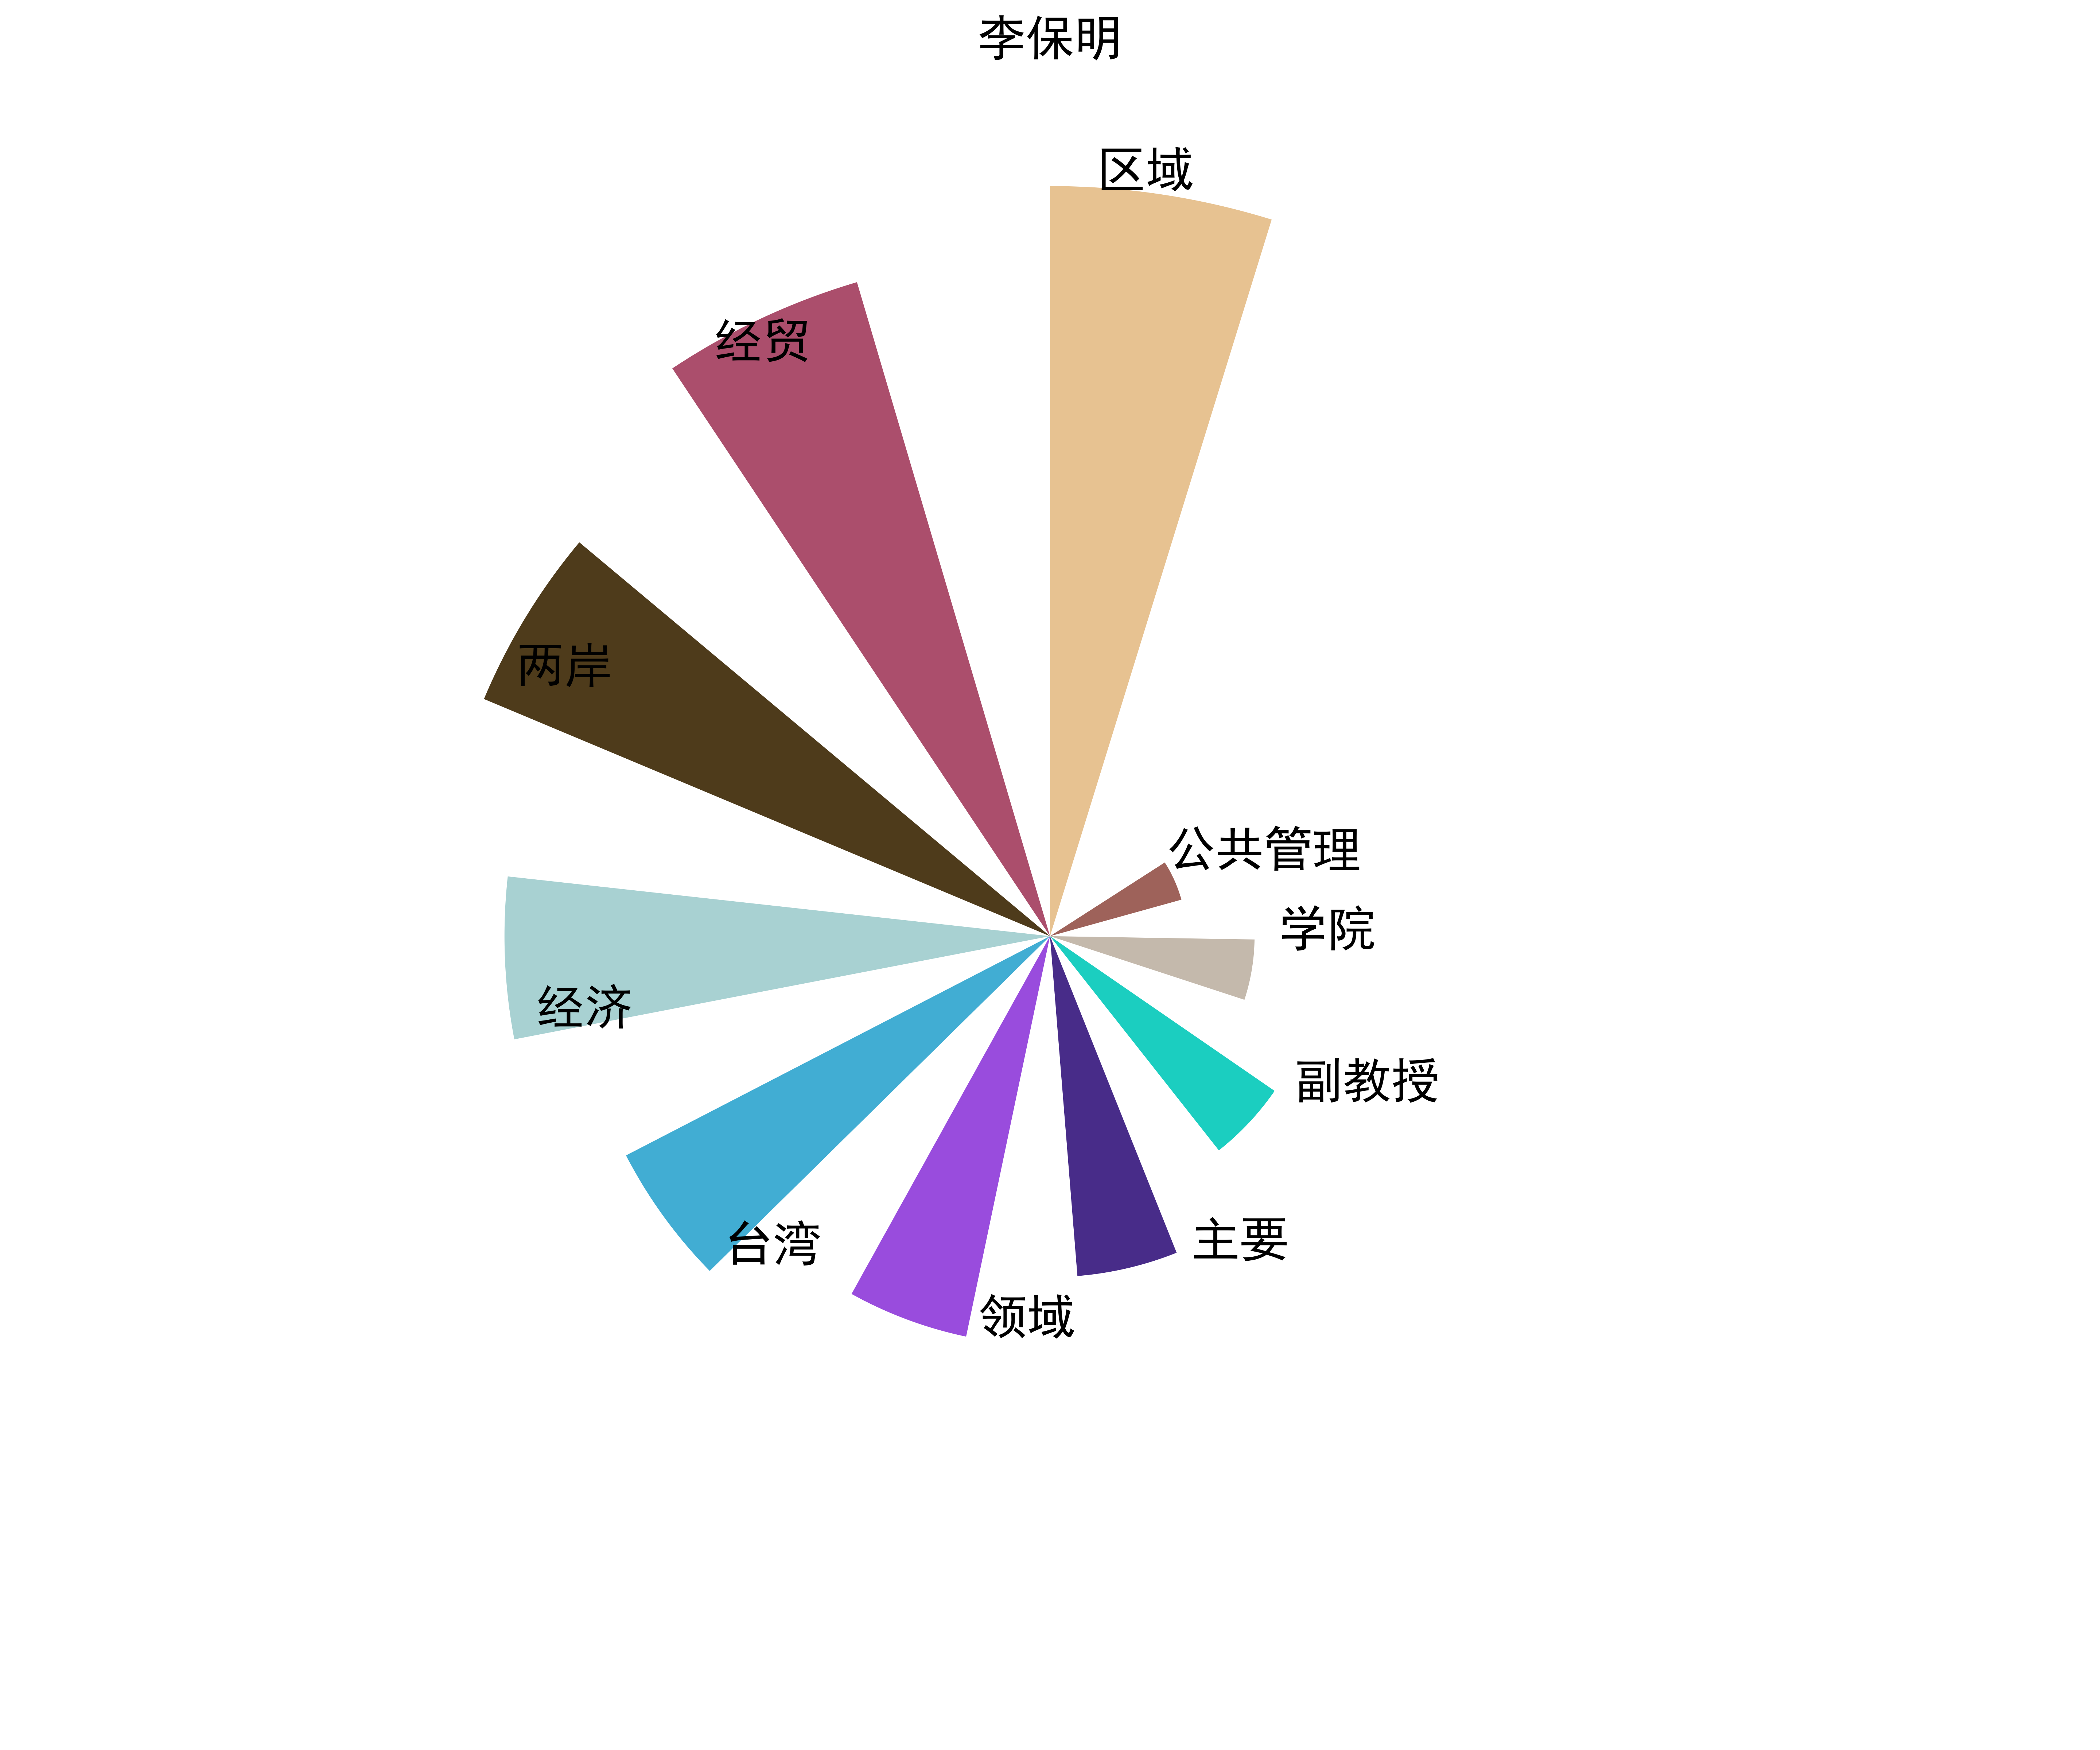 李保明
区域
经贸
两岸
公共管理
学院
经济
副教授
台湾
主要
领域